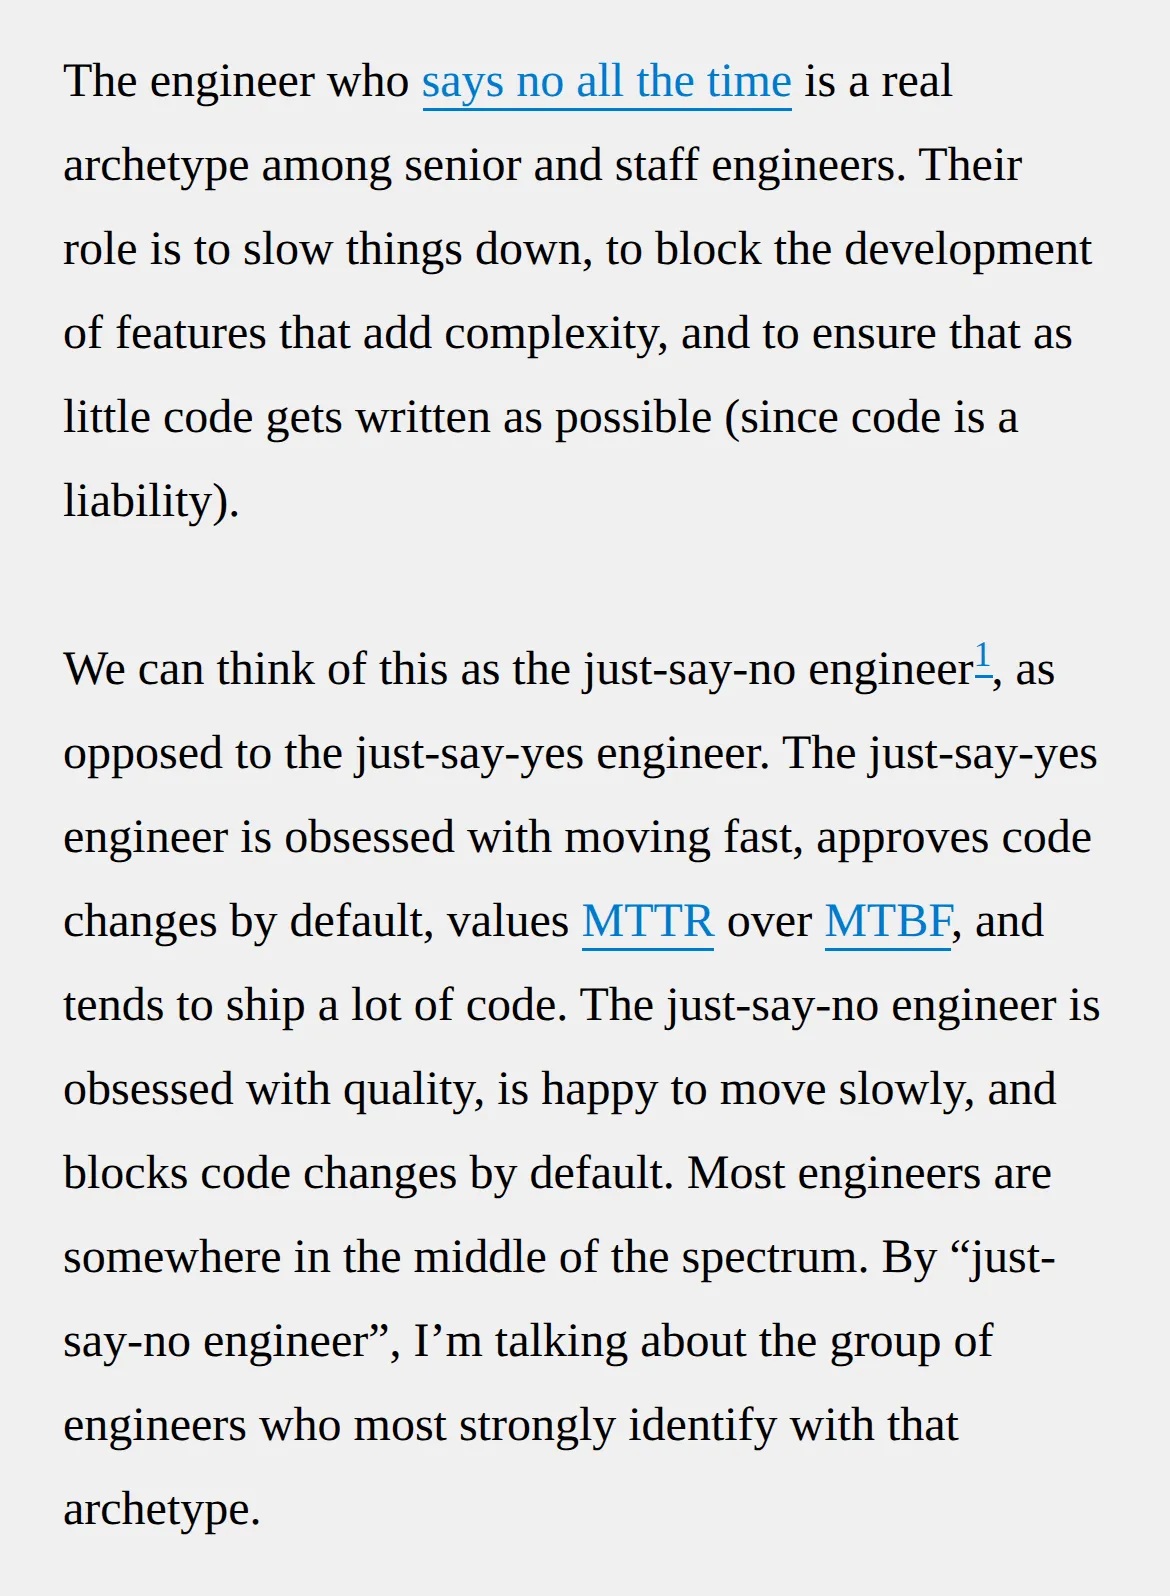 The engineer who says no all the time is a real
archetype among senior and staff engineers. Their
role is to slow things down, to block the development
of features that add complexity, and to ensure that as
little code gets written as possible (since code is a
liability).
We can think of this as the just-say-no engineer1, as
opposed to the just-say-yes engineer. The just-say-yes
engineer is obsessed with moving fast, approves code
changes by default, values MTTR over MTBF, and
tends to ship a lot of code. The just-say-no engineer is
obsessed with quality, is happy to move slowly, and
blocks code changes by default. Most engineers are
somewhere in the middle of the spectrum. By “just-
say-no engineer”, I’m talking about the group of
engineers who most strongly identify with that
archetype.